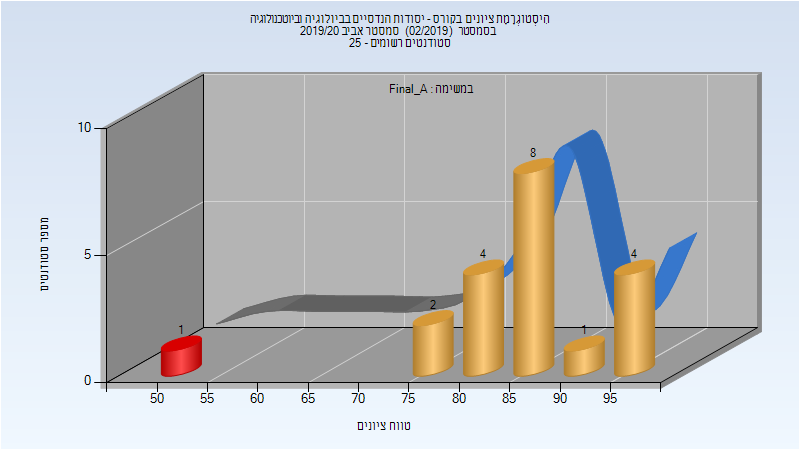 היסטוגרמת ציונים בקורס - יסודות הנדסיים בביולוגיה וביוטכנולוגיה
בסמסטר (02/2019) סמסטר אביב 2019/20
סטודנטים רשומים - 25
במשימה : Final_A
10
5
0
מספר סטודנטים
1
2
4
8
1
4
50 55 60 65 70 75 80 85 90 95
טווח ציונים